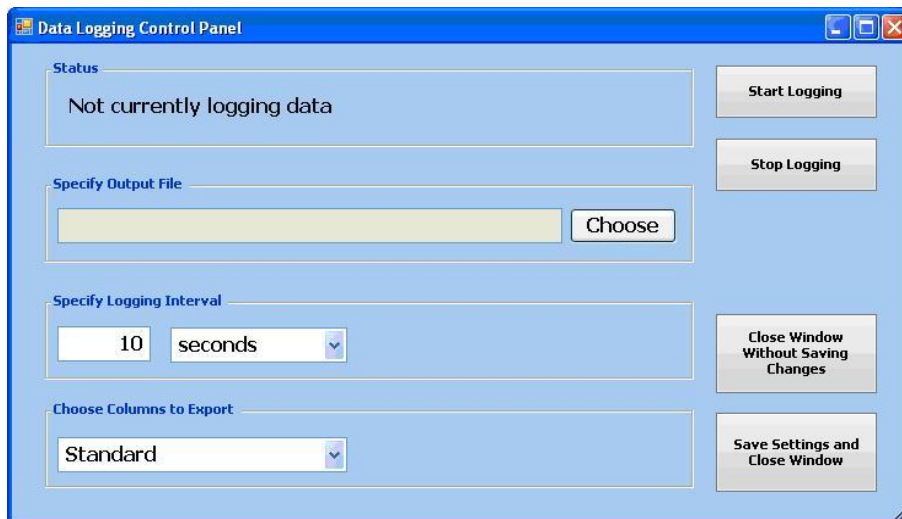 Data Logging Control Panel
Status
Not currently logging data
Start Logging
Stop Logging
Specify Output File
Choose
Specify Logging Interval
10
seconds
Close Window
Without Saving
Changes
Choose Columns to Export
Standard
Save Settings and
Close Window